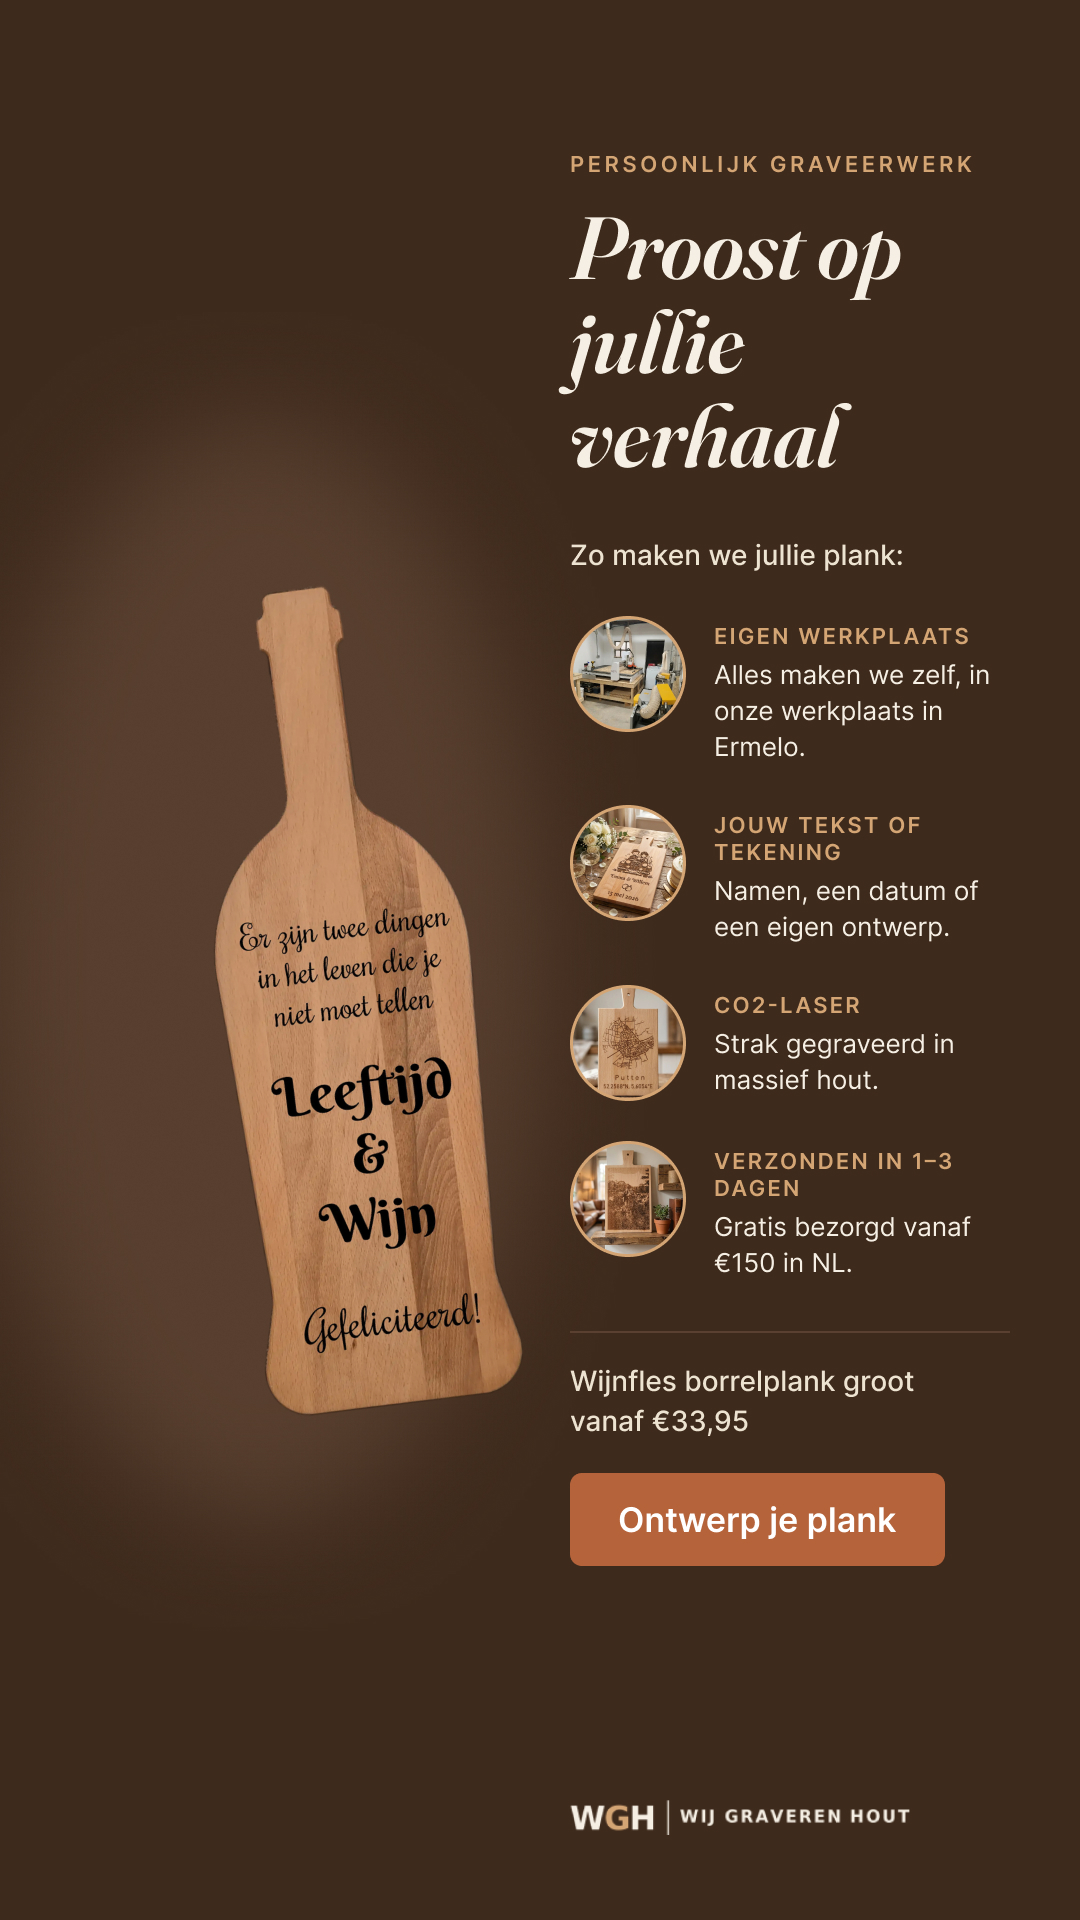 PERSOONLIJK GRAVEERWERK
Proost op
jullie
verhaal
Zo maken we jullie plank:
EIGEN WERKPLAATS
Alles maken we zelf, in
onze werkplaats in
Ermelo.
JOUW TEKST OF
TEKENING
Namen, een datum of
een eigen ontwerp.
CO2-LASER
Strak gegraveerd in
massief hout.
Putten
52.2588°N, 5.6054°E
VERZONDEN IN 1–3
DAGEN
Gratis bezorgd vanaf
€150 in NL.
Er zijn twee dingen
in het leven die je
niet moet tellen
Leeftijd
&
Wijn
Gefeliciteerd!
Wijnfles borrelplank groot
vanaf €33,95
Ontwerp je plank
WGH | WIJ GRAVEREN HOUT